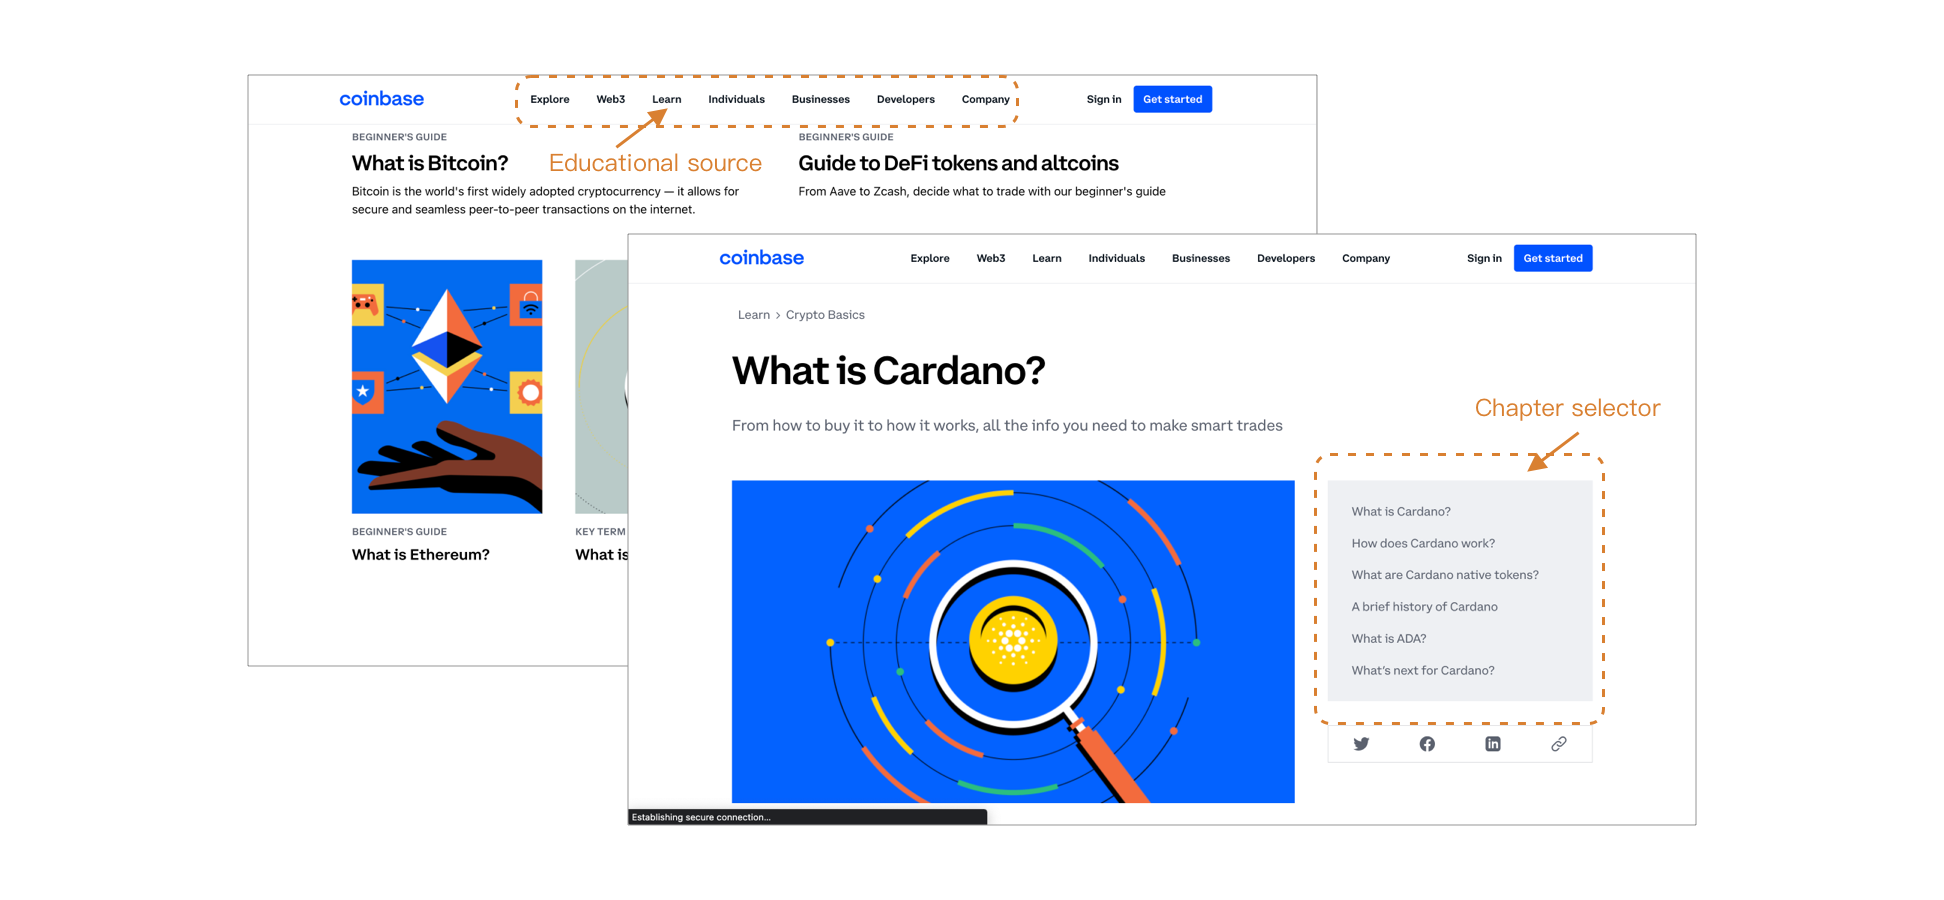 coinbase
Explore Web3 Learn Individuals Businesses Developers Company
Sign in Get started
Educational source
BEGINNER'S GUIDE
What is Bitcoin?
Bitcoin is the world's first widely adopted cryptocurrency — it allows for
secure and seamless peer-to-peer transactions on the internet.
BEGINNER'S GUIDE
Guide to DeFi tokens and altcoins
From Aave to Zcash, decide what to trade with our beginner's guide
BEGINNER'S GUIDE
What is Ethereum?
KEY TERM
What is
coinbase
Explore Web3 Learn Individuals Businesses Developers Company
Sign in Get started
Learn > Crypto Basics
What is Cardano?
From how to buy it to how it works, all the info you need to make smart trades
Chapter selector
What is Cardano?
How does Cardano work?
What are Cardano native tokens?
A brief history of Cardano
What is ADA?
What's next for Cardano?
Establishing secure connection...